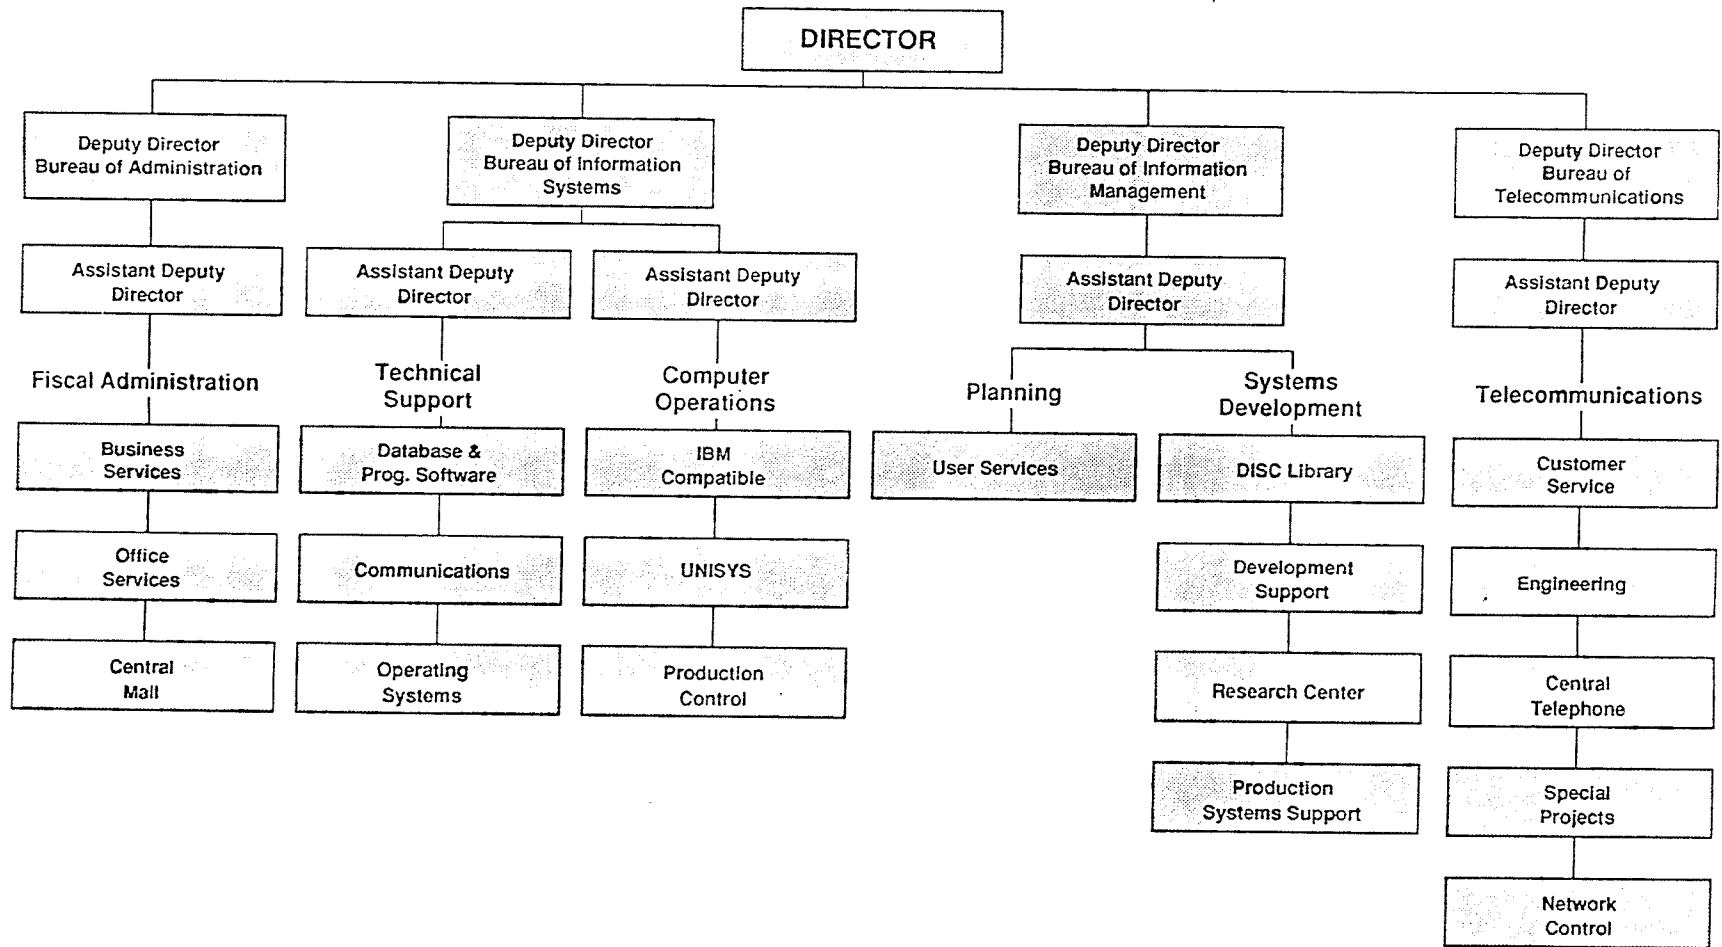 DIRECTOR
Deputy Director
Bureau of Administration
Deputy Director
Bureau of Information
Systems
Deputy Director
Bureau of Information
Management
Deputy Director
Bureau of
Telecommunications
Assistant Deputy
Director
Assistant Deputy
Director
Assistant Deputy
Director
Assistant Deputy
Director
Assistant Deputy
Director
Fiscal Administration
Technical
Support
Computer
Operations
Planning
Systems
Development
Telecommunications
Business
Services
Database &
Prog. Software
IBM
Compatible
User Services
DISC Library
Customer
Service
Office
Services
Communications
UNISYS
Development
Support
Engineering
Central
Mail
Operating
Systems
Production
Control
Research Center
Central
Telephone
Production
Systems Support
Special
Projects
Network
Control